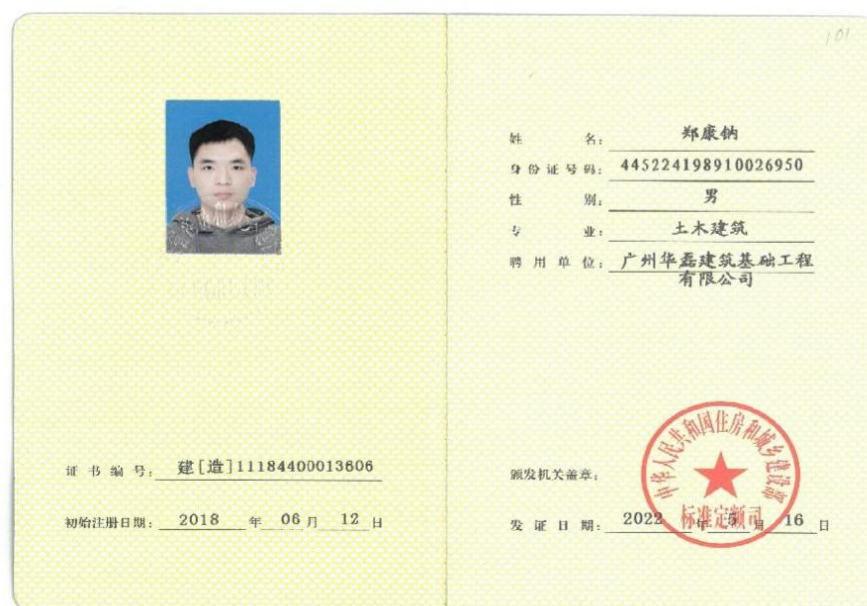 101
姓 名: 郑康钠
身份证号码: 445224198910026950
性 别: 男
专 业: 土木建筑
聘用单位: 广州华磊建筑基础工程
有限公司
证书编号: 建[造]11184400013606
初始注册日期: 2018 年 06 月 12 日
颁发机关盖章:
中华人民共和国住房和城乡建设部
标准定额司
发证日期: 2022 年 5 月 16 日